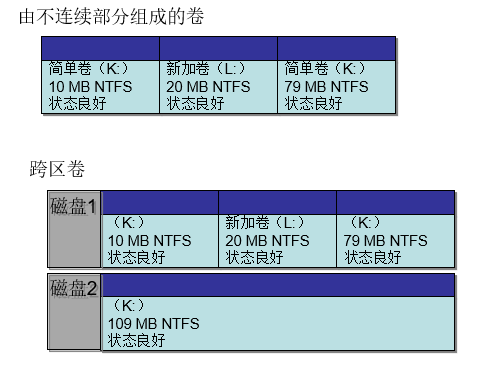 由不连续部分组成的卷
简单卷（K:） 新加卷（L:） 简单卷（K:）
10 MB NTFS 20 MB NTFS 79 MB NTFS
状态良好 状态良好 状态良好
跨区卷
磁盘1
（K:） 新加卷（L:） （K:）
10 MB NTFS 20 MB NTFS 79 MB NTFS
状态良好 状态良好 状态良好
磁盘2
（K:）
109 MB NTFS
状态良好